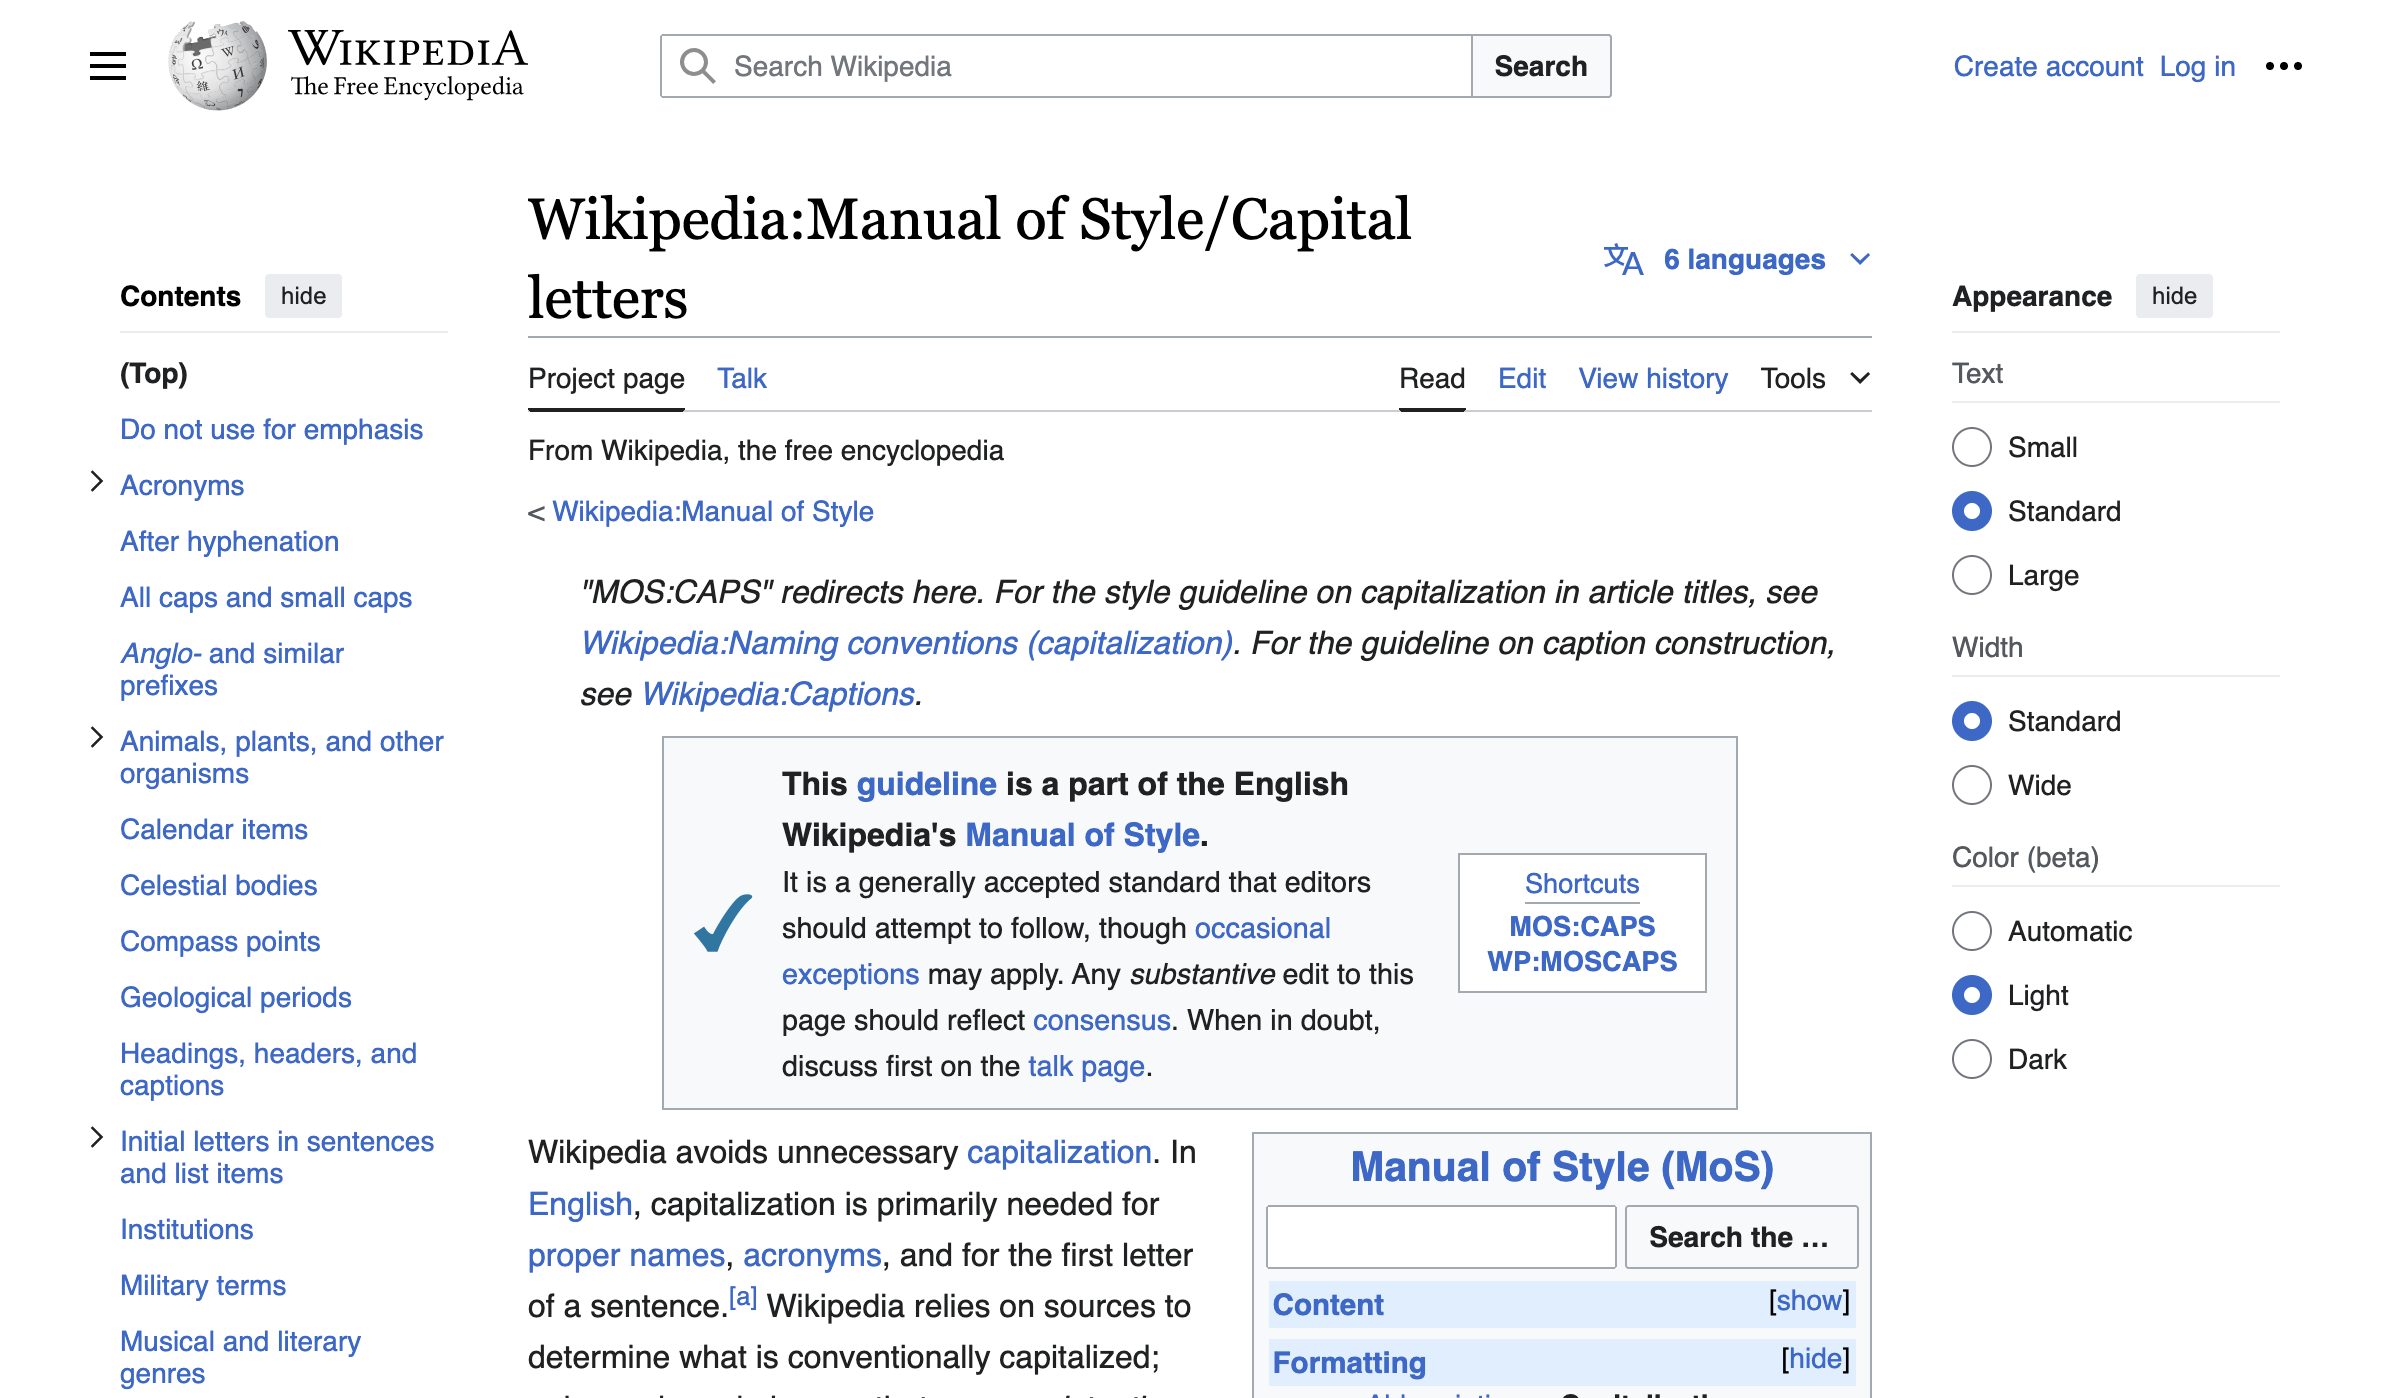 WIKIPEDIA
The Free Encyclopedia
Search Wikipedia
Search
Create account Log in
Contents hide
(Top)
Do not use for emphasis
Acronyms
After hyphenation
All caps and small caps
Anglo- and similar
prefixes
Animals, plants, and other
organisms
Calendar items
Celestial bodies
Compass points
Geological periods
Headings, headers, and
captions
Initial letters in sentences
and list items
Institutions
Military terms
Musical and literary
genres
Wikipedia:Manual of Style/Capital
letters
6 languages
Project page Talk
Read Edit View history Tools
From Wikipedia, the free encyclopedia
< Wikipedia:Manual of Style
"MOS:CAPS" redirects here. For the style guideline on capitalization in article titles, see
Wikipedia:Naming conventions (capitalization). For the guideline on caption construction,
see Wikipedia:Captions.
This guideline is a part of the English
Wikipedia's Manual of Style.
It is a generally accepted standard that editors
should attempt to follow, though occasional
exceptions may apply. Any substantive edit to this
page should reflect consensus. When in doubt,
discuss first on the talk page.
Shortcuts
MOS:CAPS
WP:MOSCAPS
Wikipedia avoids unnecessary capitalization. In
English, capitalization is primarily needed for
proper names, acronyms, and for the first letter
of a sentence.[a] Wikipedia relies on sources to
determine what is conventionally capitalized;
Manual of Style (MoS)
Search the ...
Content [show]
Formatting [hide]
Appearance hide
Text
Small
Standard
Large
Width
Standard
Wide
Color (beta)
Automatic
Light
Dark